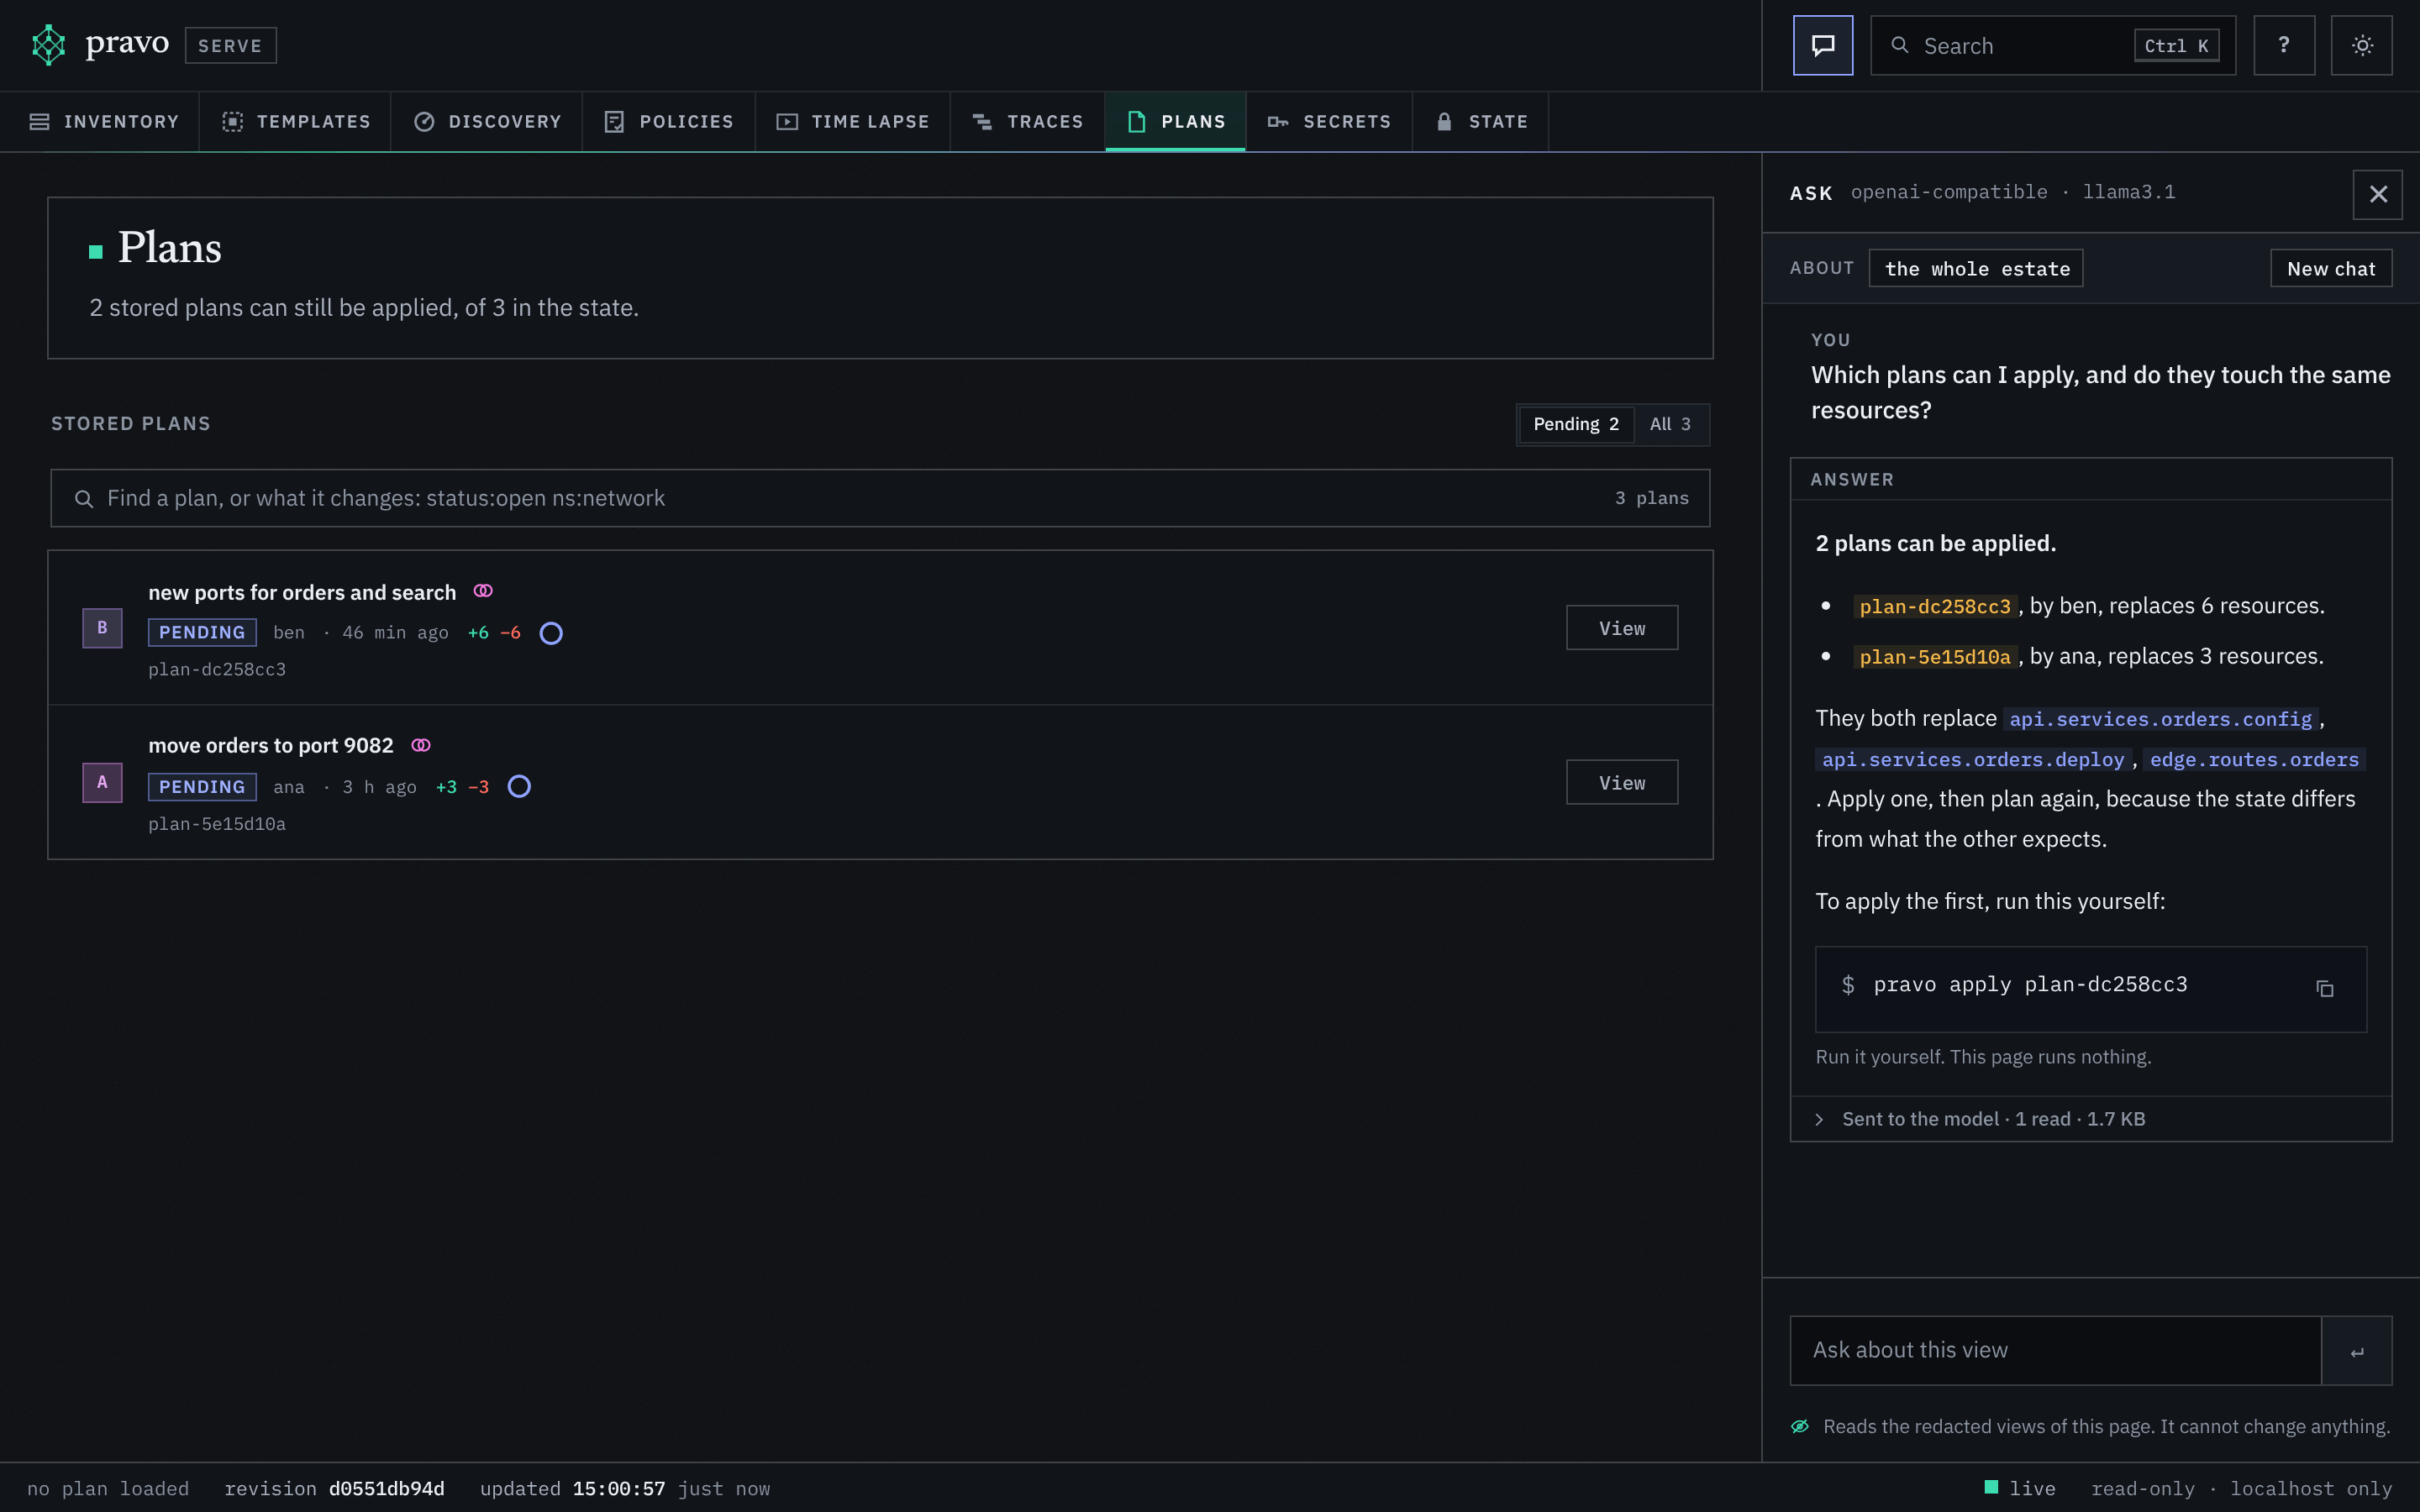 pravo SERVE
Search Ctrl K ?
INVENTORY TEMPLATES DISCOVERY POLICIES TIME LAPSE TRACES PLANS SECRETS STATE
Plans
2 stored plans can still be applied, of 3 in the state.
STORED PLANS
Pending 2 All 3
Find a plan, or what it changes: status:open ns:network 3 plans
B
new ports for orders and search
PENDING ben · 46 min ago +6 −6
plan-dc258cc3
View
A
move orders to port 9082
PENDING ana · 3 h ago +3 −3
plan-5e15d10a
View
ASK openai-compatible · llama3.1
ABOUT the whole estate New chat
YOU
Which plans can I apply, and do they touch the same
resources?
ANSWER
2 plans can be applied.
• plan-dc258cc3, by ben, replaces 6 resources.
• plan-5e15d10a, by ana, replaces 3 resources.
They both replace api.services.orders.config,
api.services.orders.deploy, edge.routes.orders
. Apply one, then plan again, because the state differs
from what the other expects.
To apply the first, run this yourself:
$ pravo apply plan-dc258cc3
Run it yourself. This page runs nothing.
Sent to the model · 1 read · 1.7 KB
Ask about this view
Reads the redacted views of this page. It cannot change anything.
no plan loaded revision d0551db94d updated 15:00:57 just now
live read-only · localhost only